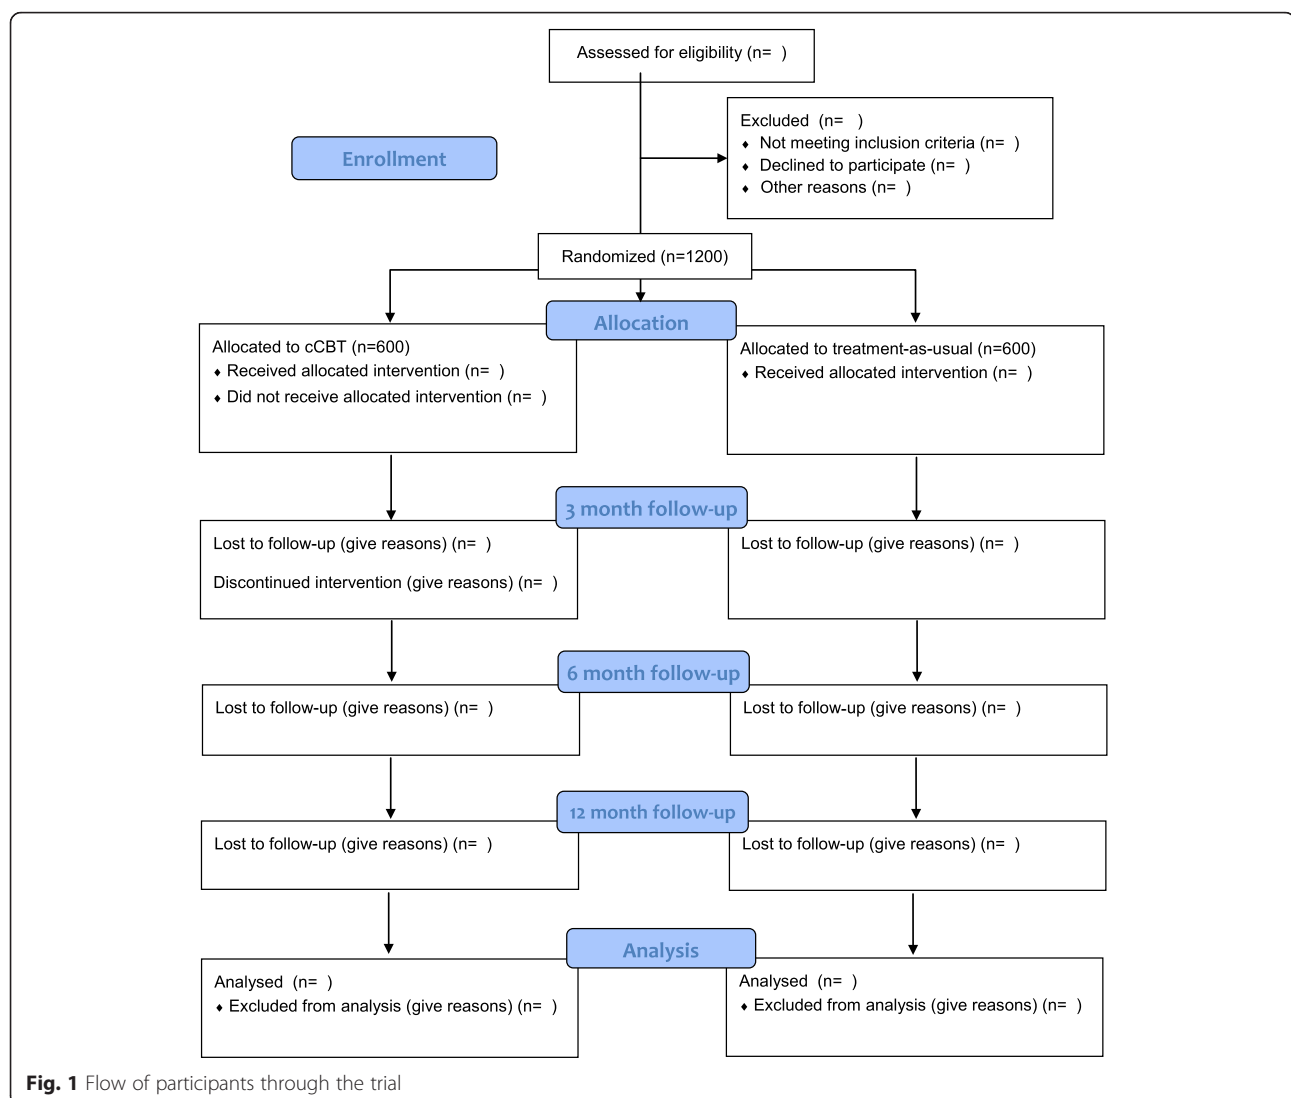 Assessed for eligibility (n=  )
Excluded  (n=   )
♦ Not meeting inclusion criteria (n=  )
♦ Declined to participate (n=  )
♦ Other reasons (n=  )
Enrollment
Randomized (n=1200)
Allocation
Allocated to cCBT (n=600)
♦ Received allocated intervention (n=  )
♦ Did not receive allocated intervention (n=  )
Allocated to treatment-as-usual (n=600)
♦ Received allocated intervention (n=  )
3 month follow-up
Lost to follow-up (give reasons) (n=  )
Discontinued intervention (give reasons) (n=  )
Lost to follow-up (give reasons) (n=  )
6 month follow-up
Lost to follow-up (give reasons) (n=  )
Lost to follow-up (give reasons) (n=  )
12 month follow-up
Lost to follow-up (give reasons) (n=  )
Lost to follow-up (give reasons) (n=  )
Analysis
Analysed  (n=  )
♦ Excluded from analysis (give reasons) (n=  )
Analysed  (n=  )
♦ Excluded from analysis (give reasons) (n=  )
Fig. 1 Flow of participants through the trial